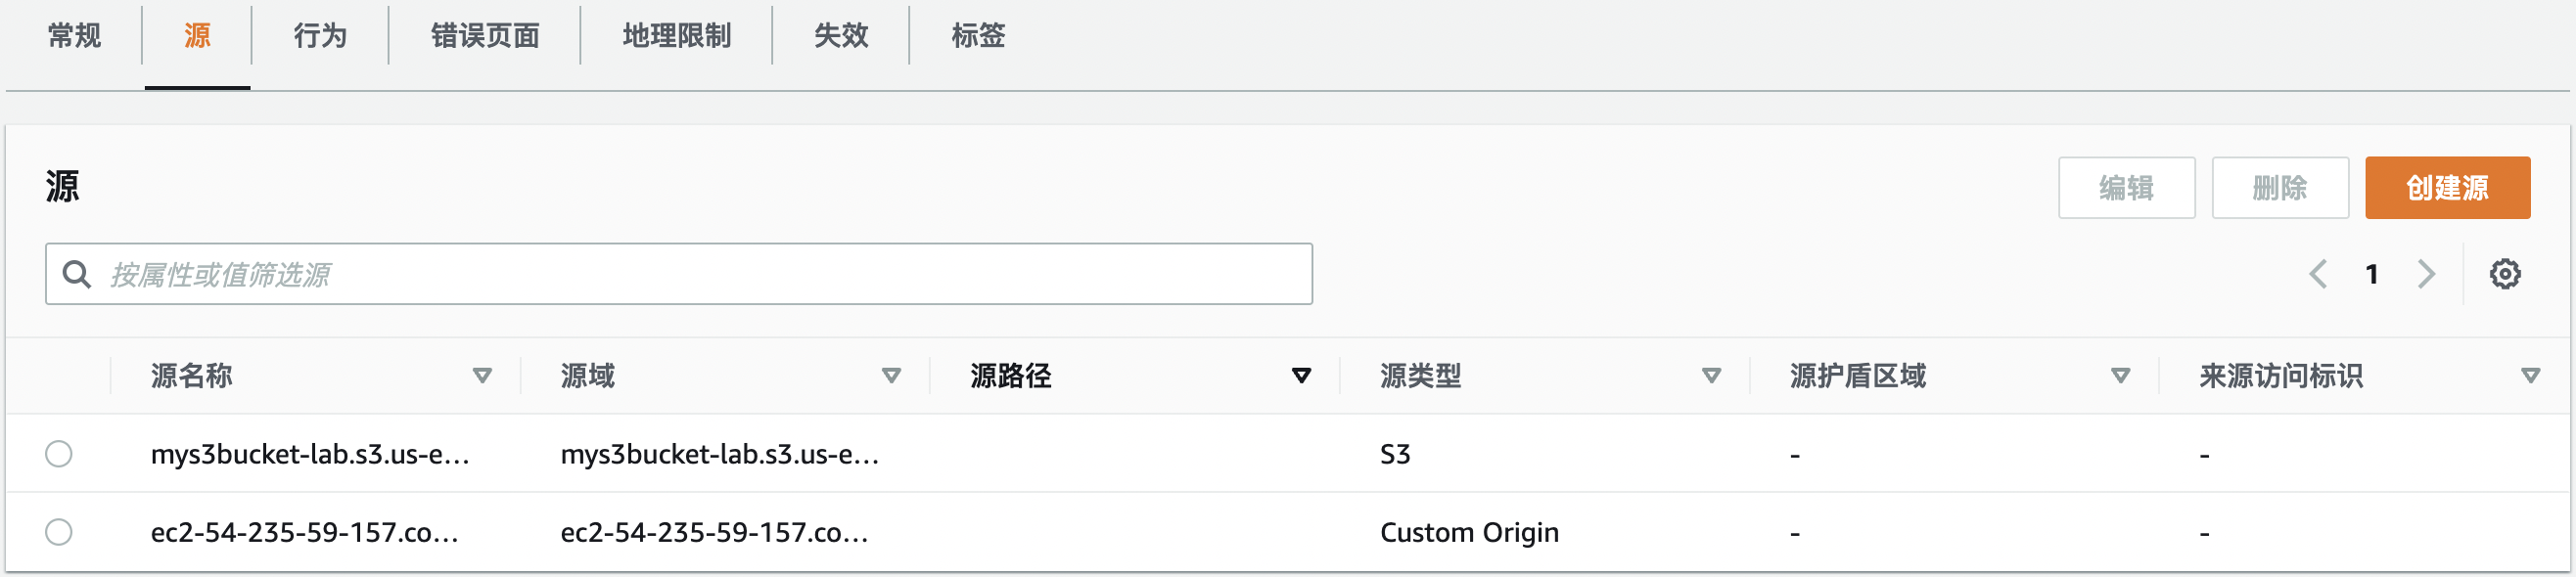 常规 源 行为 错误页面 地理限制 失效 标签
源 编辑 删除 创建源
按属性或值筛选源 1
源名称 源域 源路径 源类型 源护盾区域 来源访问标识
mys3bucket-lab.s3.us-e... mys3bucket-lab.s3.us-e... S3 - -
ec2-54-235-59-157.co... ec2-54-235-59-157.co... Custom Origin - -